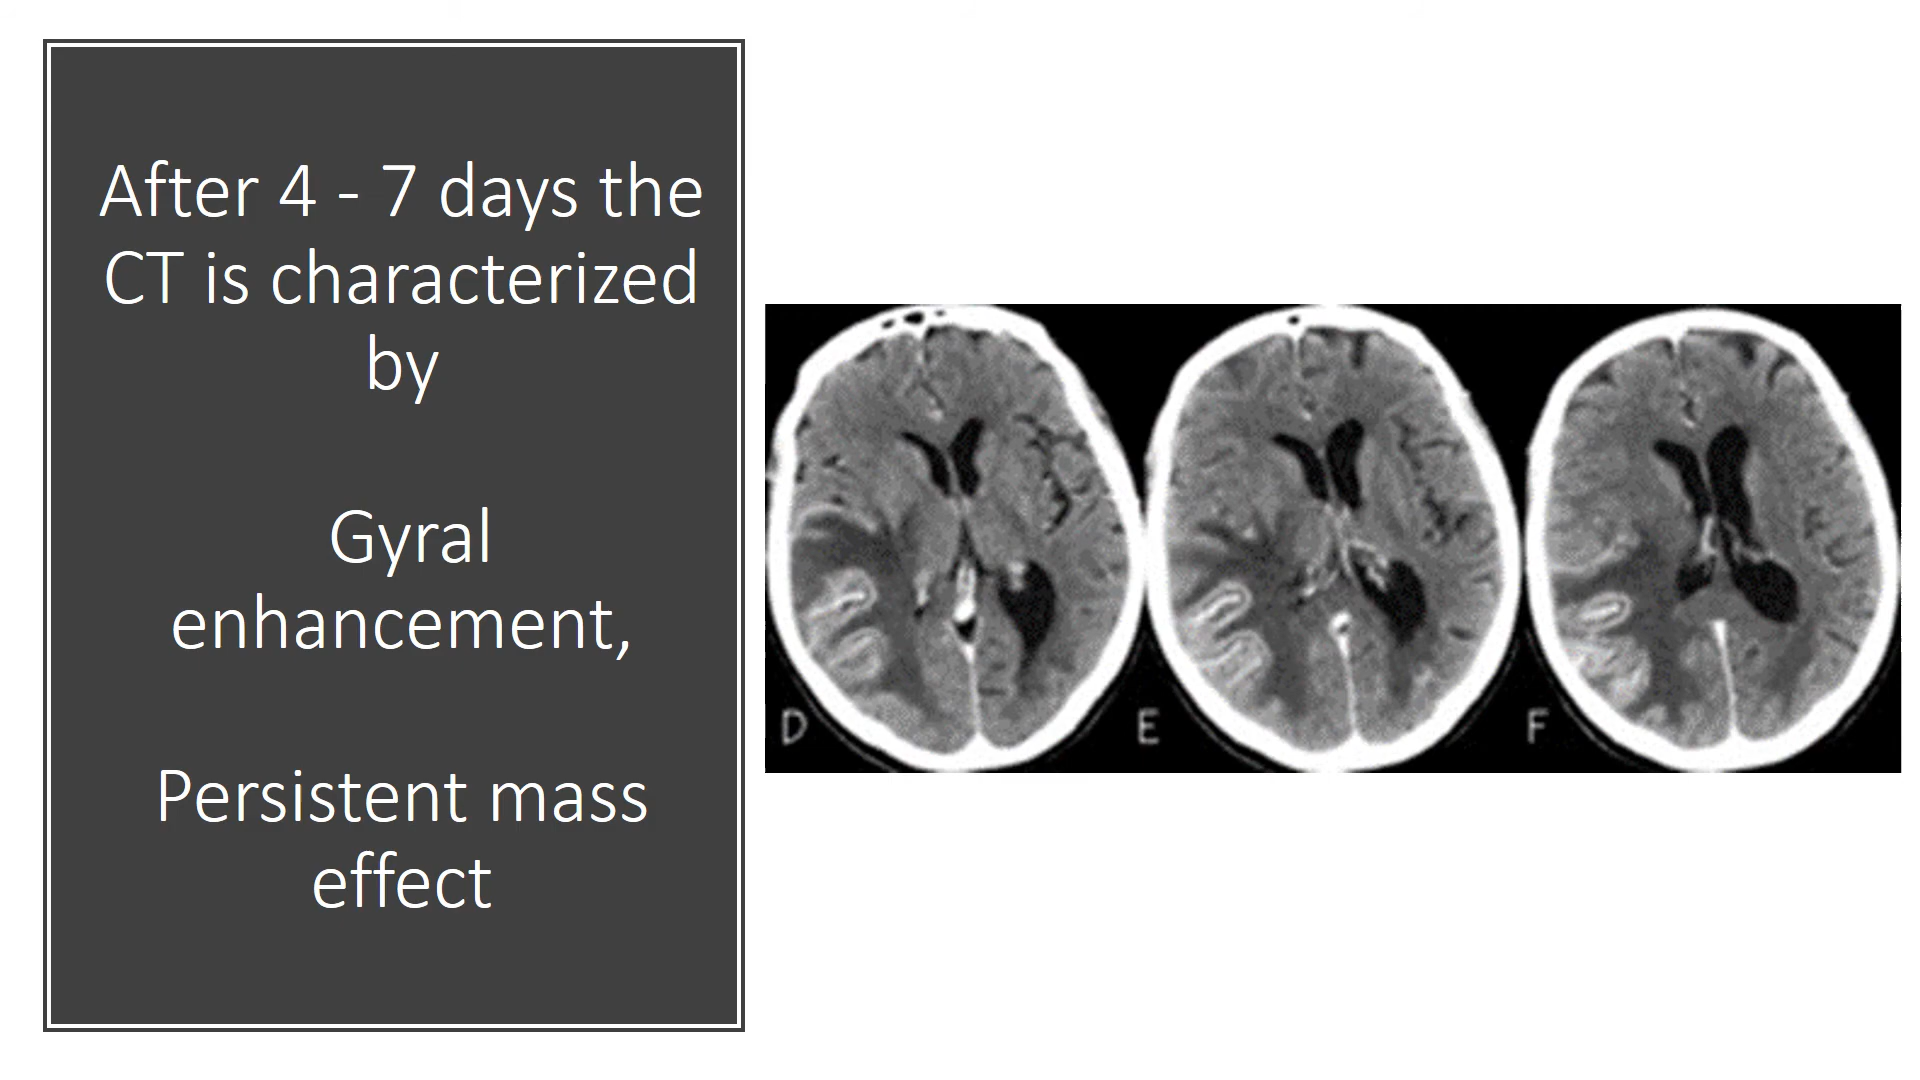 After 4 - 7 days the
CT is characterized
by
Gyral
enhancement,
Persistent mass
effect
D
E
F